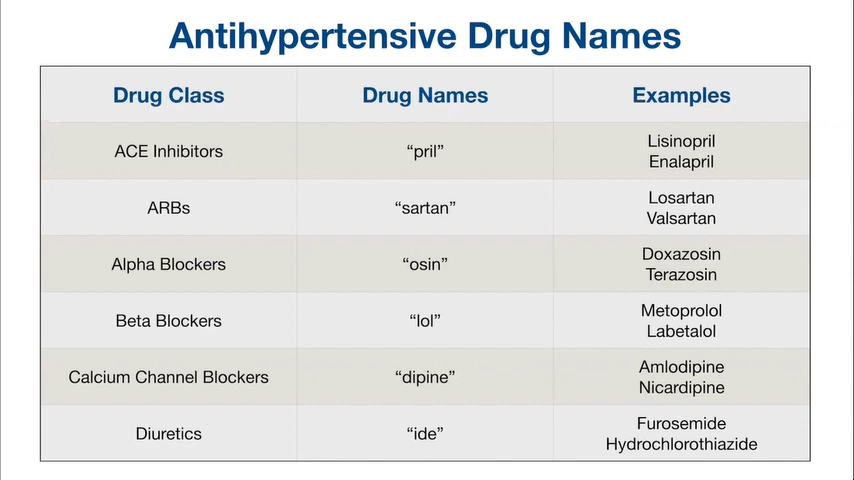 Antihypertensive Drug Names
Drug Class Drug Names Examples
ACE Inhibitors “pril” Lisinopril
Enalapril
ARBs “sartan” Losartan
Valsartan
Alpha Blockers “osin” Doxazosin
Terazosin
Beta Blockers “lol” Metoprolol
Labetalol
Calcium Channel Blockers “dipine” Amlodipine
Nicardipine
Diuretics “ide” Furosemide
Hydrochlorothiazide